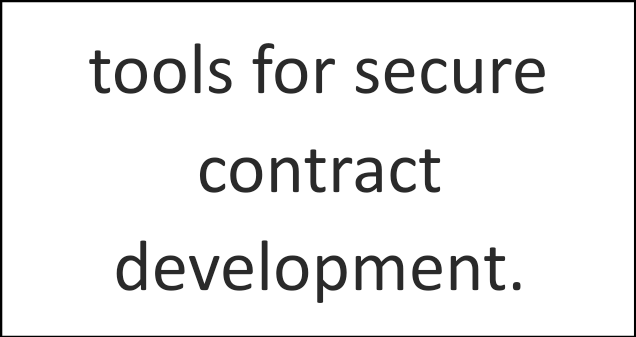 tools for secure
contract
development.